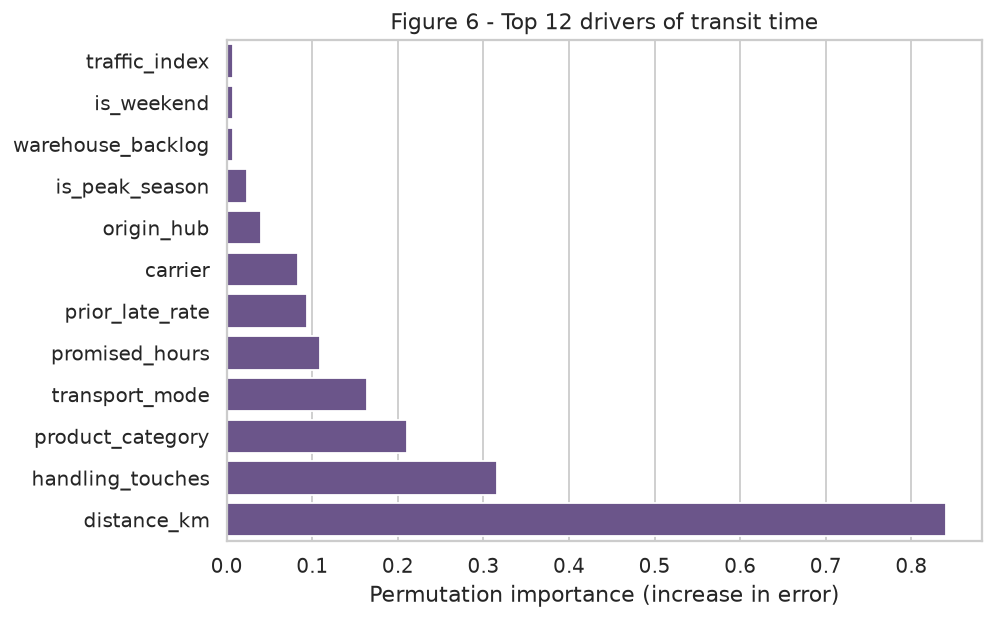 Figure 6 - Top 12 drivers of transit time
traffic_index
is_weekend
warehouse_backlog
is_peak_season
origin_hub
carrier
prior_late_rate
promised_hours
transport_mode
product_category
handling_touches
distance_km
0.0 0.1 0.2 0.3 0.4 0.5 0.6 0.7 0.8
Permutation importance (increase in error)